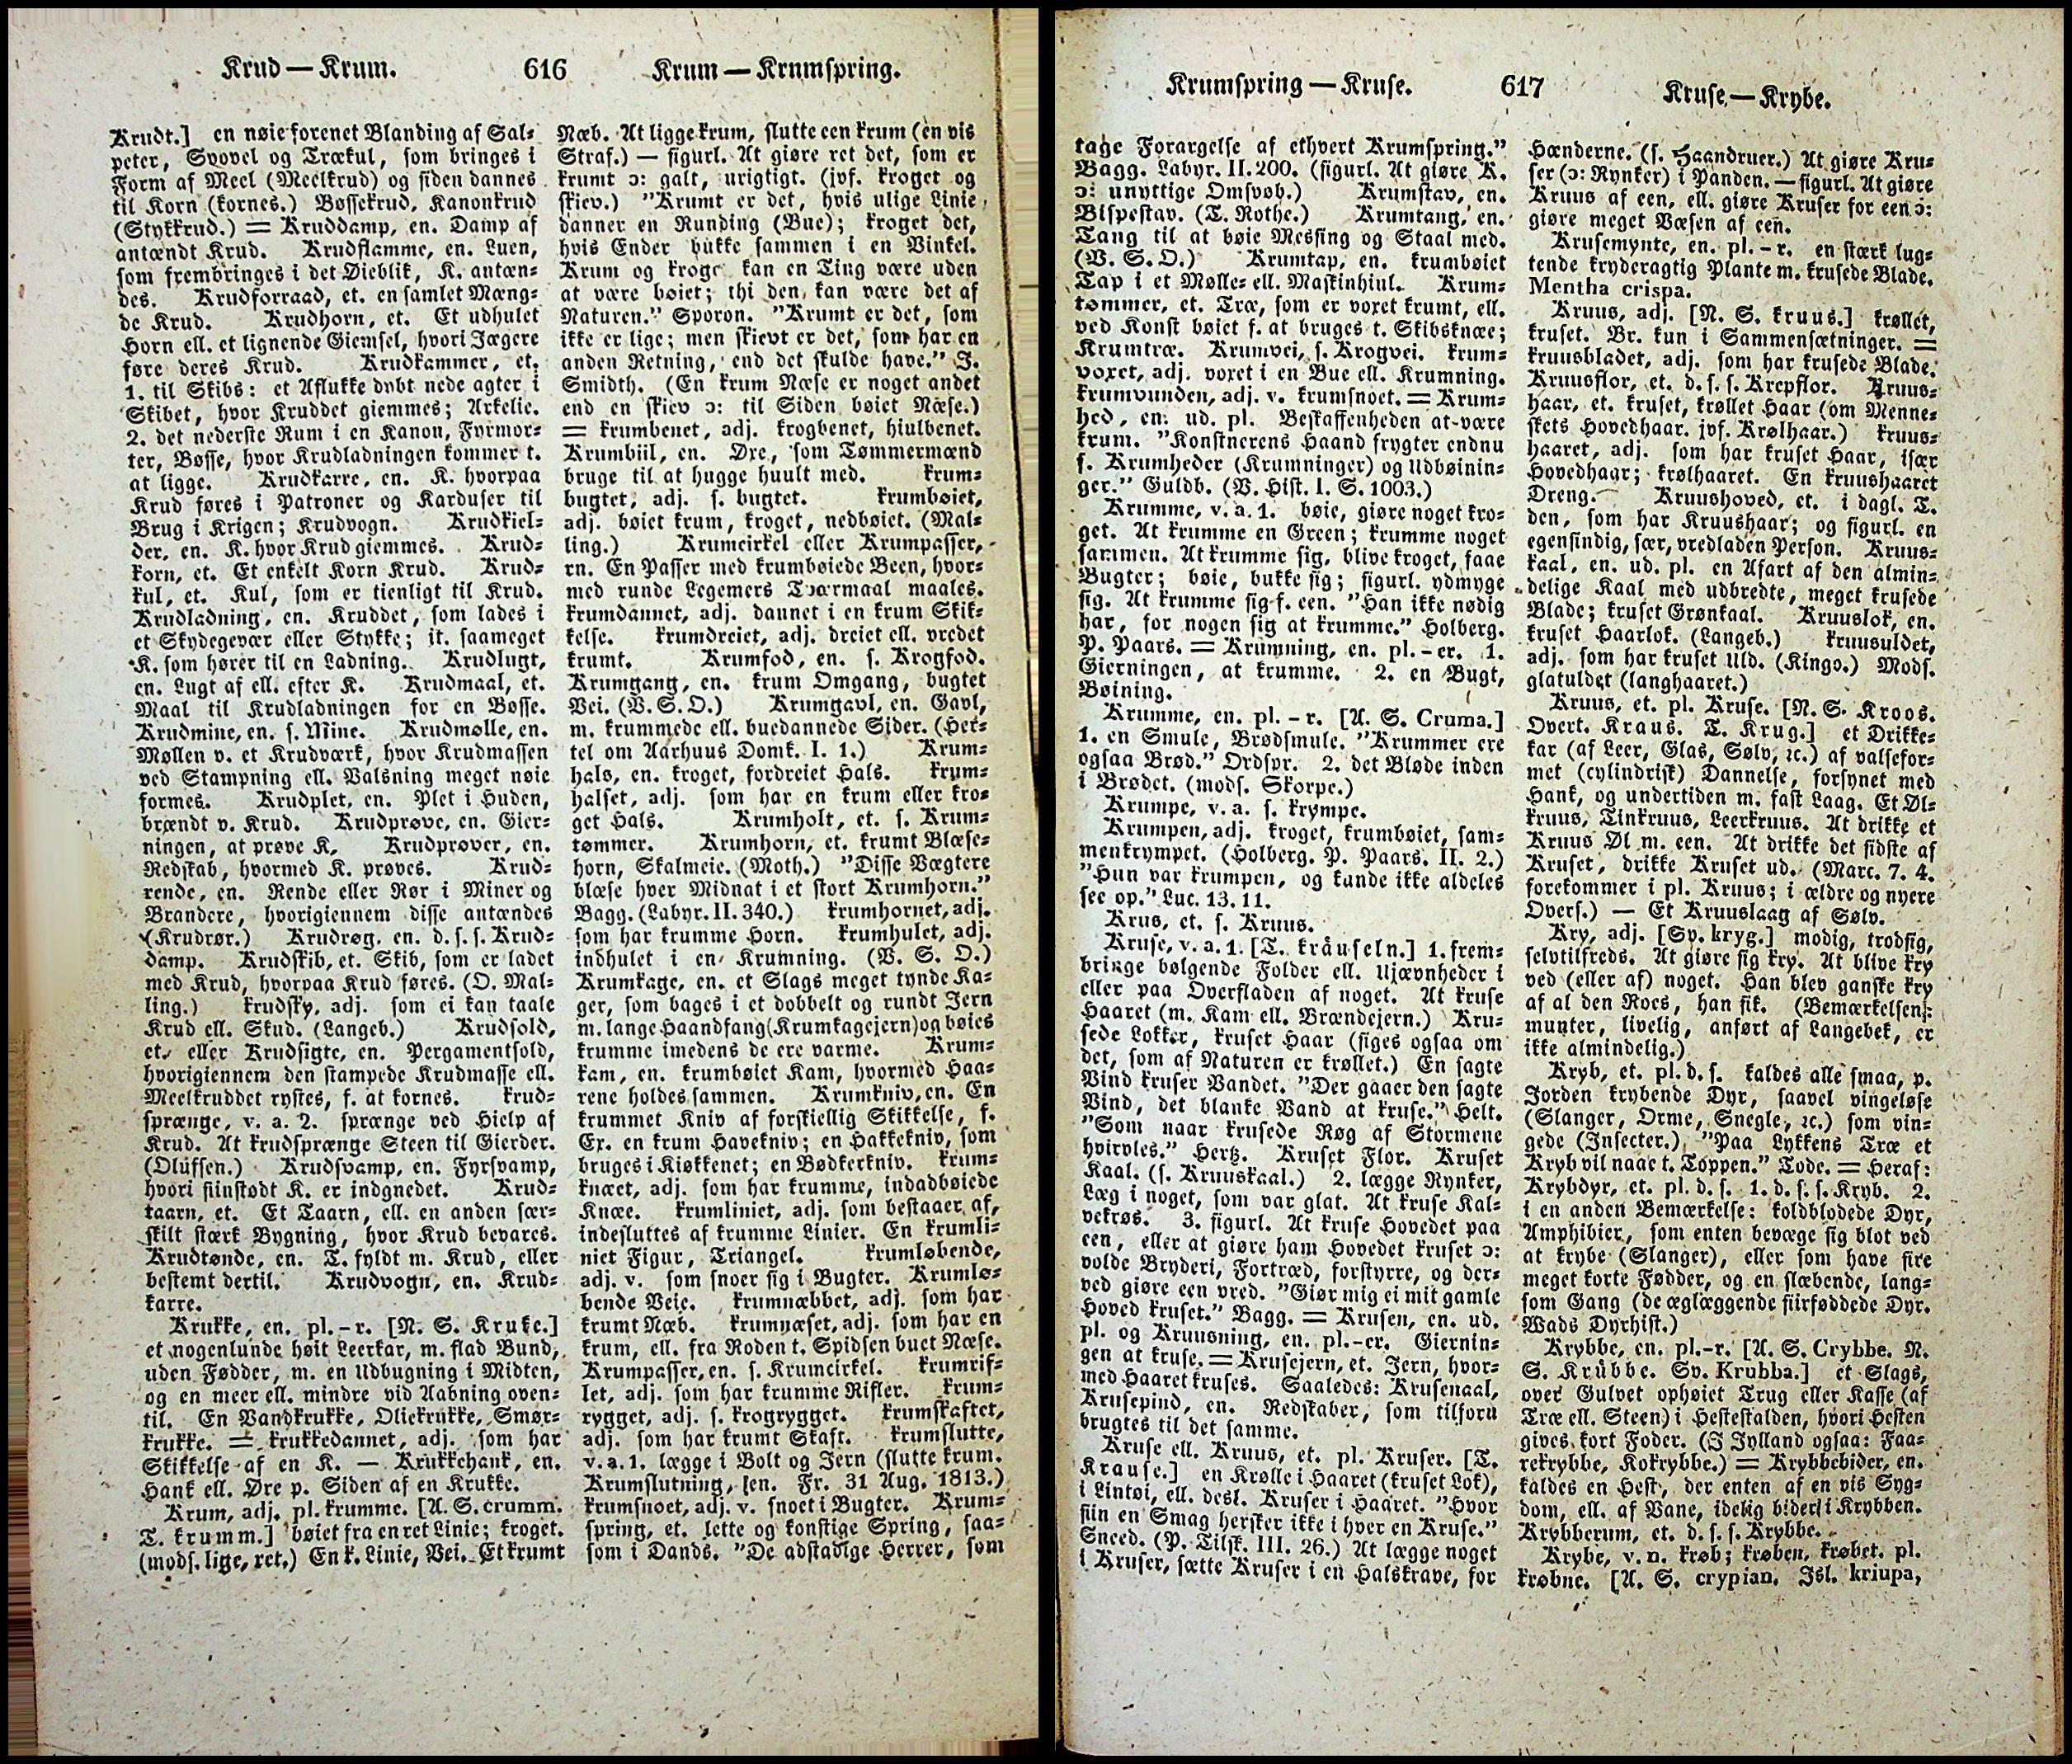 Krud — Krum.
616
Krum — Krumspring.
Krudt.] en nøie forenet Blanding af Sal-
peter, Svovel og Trækul, som bringes i
Form af Meel (Meelkrud) og siden dannes
til Korn (kornes.) Bøssekrud, Kanonkrud
(Stykkrud.) = Kruddamp, en. Damp af
antændt Krud. Krudflamme, en. Luen,
som frembringes i det Øieblik, K. antæn-
des. Krudforraad, et. en samlet Mæng-
de Krud. Krudhorn, et. Et udhulet
Horn ell. et lignende Giemsel, hvori Jægere
føre deres Krud. Krudkammer, et.
1. til Skibs: et Aflukke dybt nede agter i
Skibet, hvor Kruddet giemmes; Arkelie.
2. det nederste Rum i en Kanon, Fyrmor-
ter, Bøsse, hvor Krudladningen kommer t.
at ligge. Krudkarre, en. K. hvorpaa
Krud føres i Patroner og Karduser til
Brug i Krigen; Krudvogn. Krudkiel-
der, en. K. hvor Krud giemmes. Krud-
korn, et. Et enkelt Korn Krud. Krud-
kul, et. Kul, som er tienligt til Krud.
Krudladning, en. Kruddet, som lades i
et Skydegevær eller Stykke; it. saameget
K. som hører til en Ladning. Krudlugt,
en. Lugt af ell. efter K. Krudmaal, et.
Maal til Krudladningen for en Bøsse.
Krudmine, en. s. Mine. Krudmølle, en.
Møllen v. et Krudværk, hvor Krudmassen
ved Stampning ell. Valsning meget nøie
formes. Krudplet, en. Plet i Huden,
brændt v. Krud. Krudprøve, en. Gier-
ningen, at prøve K. Krudprøver, en.
Redskab, hvormed K. prøves. Krud-
rende, en. Rende eller Rør i Miner og
Brandere, hvorigiennem disse antændes
(Krudrør.) Krudrøg, en. d. s. s. Krud-
damp. Krudskib, et. Skib, som er ladet
med Krud, hvorpaa Krud føres. (O. Mal-
ling.) krudsky, adj. som ei kan taale
Krud ell. Skud. (Langeb.) Krudsold,
et. eller Krudsigte, en. Pergamentsold,
hvorigiennem den stampede Krudmasse ell.
Meelkruddet rystes, f. at kornes. krud-
sprænge, v. a. 2. sprænge ved Hielp af
Krud. At krudsprænge Steen til Gierder.
(Olufsen.) Krudsvamp, en. Fyrsvamp,
hvori fiinstødt K. er indgnedet. Krud-
taarn, et. Et Taarn, ell. en anden sær-
skilt stærk Bygning, hvor Krud bevares.
Krudtønde, en. T. fyldt m. Krud, eller
bestemt dertil. Krudvogn, en. Krud-
karre.
Krukke, en. pl. -r. [N. S. Kruke.]
et nogenlunde høit Leerkar, m. flad Bund,
uden Fødder, m. en Udbugning i Midten,
og en meer ell. mindre vid Aabning oven-
til. En Vandkrukke, Oliekrukke, Smør-
krukke. = krukkedannet, adj. som har
Skikkelse af en K. — Krukkehank, en.
Hank ell. Øre p. Siden af en Krukke.
Krum, adj. pl. krumme. [A. S. crumm.
T. krumm.] bøiet fra en ret Linie; kroget.
(mods. lige, ret.) En k. Linie, Vei. Et krumt
Næb. At ligge krum, slutte een krum (en vis
Straf.) — figurl. At giøre ret det, som er
krumt ɔ: galt, urigtigt. (jvf. kroget og
skiev.) "Krumt er det, hvis ulige Linie
danner en Runding (Bue); kroget det,
hvis Ender bukke sammen i en Vinkel.
Krum og kroge kan en Ting være uden
at være bøiet; thi den kan være det af
Naturen." Sporon. "Krumt er det, som
ikke er lige; men skievt er det, som har en
anden Retning, end det skulde have." J.
Smidth. (En krum Næse er noget andet
end en skiev ɔ: til Siden bøiet Næse.)
= krumbenet, adj. krogbenet, hiulbenet.
Krumbiil, en. Øxe, som Tømmermænd
bruge til at hugge huult med. krum-
bugtet, adj. s. bugtet. krumbøiet,
adj. bøiet krum, kroget, nedbøiet. (Mal-
ling.) Krumcirkel eller Krumpasser,
en. En Passer med krumbøiede Been, hvor-
med runde Legemers Tværmaal maales.
krumdannet, adj. dannet i en krum Skik-
kelse. krumdreiet, adj. dreiet ell. vredet
krumt. Krumfod, en. s. Krogfod.
Krumgang, en. krum Omgang, bugtet
Vei. (V. S. O.) Krumgavl, en. Gavl,
m. krummede ell. buedannede Sider. (Her-
tel om Aarhuus Domk. I. 1.) Krum-
hals, en. kroget, fordreiet Hals. krum-
halset, adj. som har en krum eller kro-
get Hals. Krumholt, et. s. Krum-
tømmer. Krumhorn, et. krumt Blæse-
horn, Skalmeie. (Moth.) "Disse Vægtere
blæse hver Midnat i et stort Krumhorn."
Bagg. (Labyr. II. 340.) krumhornet, adj.
som har krumme Horn. krumhulet, adj.
indhulet i en Krumning. (V. S. O.)
Krumkage, en. et Slags meget tynde Ka-
ger, som bages i et dobbelt og rundt Jern
m. lange Haandfang (Krumkagejern) og bøies
krumme imedens de ere varme. Krum-
kam, en. krumbøiet Kam, hvormed Haa-
rene holdes sammen. Krumkniv, en. En
krummet Kniv af forskiellig Skikkelse, f.
Ex. en krum Havekniv; en Hakkekniv, som
bruges i Kiøkkenet; en Bødkerkniv. krum-
knæet, adj. som har krumme, indadbøiede
Knæe. krumliniet, adj. som bestaaer af,
indesluttes af krumme Linier. En krumli-
niet Figur, Triangel. krumløbende,
adj. v. som snoer sig i Bugter. Krumlø-
bende Veie. krumnæbbet, adj. som har
krumt Næb. krumnæset, adj. som har en
krum, ell. fra Roden t. Spidsen buet Næse.
Krumpasser, en. s. Krumcirkel. krumrif-
let, adj. som har krumme Rifler. krum-
rygget, adj. s. krogrygget. krumskaftet,
adj. som har krumt Skaft. krumslutte,
v. a. 1. lægge i Bolt og Jern (slutte krum.
Krumslutning, en. Fr. 31 Aug. 1813.)
krumsnoet, adj. v. snoet i Bugter. Krum-
spring, et. lette og konstige Spring, saa-
som i Dands. "De adstadige Herrer, som
Krumspring — Kruse.
617
Kruse — Krybe.
tage Forargelse af ethvert Krumspring."
Bagg. Labyr. II. 200. (figurl. At giøre K.
ɔ: unyttige Omsvøb.) Krumstav, en.
Bispestav. (T. Rothe.) Krumtang, en.
Tang til at bøie Messing og Staal med.
(V. S. O.) Krumtap, en. krumbøiet
Tap i et Mølle- ell. Maskinhiul. Krum-
tømmer, et. Træ, som er voxet krumt, ell.
ved Konst bøiet f. at bruges t. Skibsknæe;
Krumtræ. Krumvei, s. Krogvei. krum-
voxet, adj. voxet i en Bue ell. Krumning.
krumvunden, adj. v. krumsnoet. = Krum-
hed, en. ud. pl. Beskaffenheden at være
krum. "Konstnerens Haand frygter endnu
f. Krumheder (Krumninger) og Udbøinin-
ger." Guldb. (V. Hist. I. S. 1003.)
Krumme, v. a. 1. bøie, giøre noget kro-
get. At krumme en Green; krumme noget
sammen. At krumme sig, blive kroget, faae
Bugter; bøie, bukke sig; figurl. ydmyge
sig. At krumme sig f. een. "Han ikke nødig
har, for nogen sig at krumme." Holberg.
P. Paars. = Krumning, en. pl. -er. 1.
Gierningen, at krumme. 2. en Bugt,
Bøining.
Krumme, en. pl. -r. [A. S. Cruma.]
1. en Smule, Brødsmule. "Krummer ere
ogsaa Brød." Ordspr. 2. det Bløde inden
i Brødet. (mods. Skorpe.)
Krumpe, v. a. s. krympe.
Krumpen, adj. kroget, krumbøiet, sam-
menkrympet. (Holberg. P. Paars. II. 2.)
"Hun var krumpen, og kunde ikke aldeles
see op." Luc. 13. 11.
Krus, et. s. Kruus.
Kruse, v. a. 1. [T. kräuseln.] 1. frem-
bringe bølgende Folder ell. Ujævnheder i
eller paa Overfladen af noget. At kruse
Haaret (m. Kam ell. Brændejern.) Kru-
sede Lokker, kruset Haar (siges ogsaa om
det, som af Naturen er krøllet.) En sagte
Vind kruser Vandet. "Der gaaer den sagte
Vind, det blanke Vand at kruse." Helt.
"Som naar krusede Røg af Stormene
hvirvles." Hertz. Kruset Flor. Kruset
Kaal. (s. Kruuskaal.) 2. lægge Rynker,
Læg i noget, som var glat. At kruse Kal-
vekrøs. 3. figurl. At kruse Hovedet paa
een, eller at giøre ham Hovedet kruset ɔ:
volde Bryderi, Fortræd, forstyrre, og der-
ved giøre een vred. "Giør mig ei mit gamle
Hoved kruset." Bagg. = Krusen, en. ud.
pl. og Kruusning, en. pl. -er. Giernin-
gen at kruse. = Krusejern, et. Jern, hvor-
med Haaret kruses. Saaledes: Krusenaal,
Krusepind, en. Redskaber, som tilforn
brugtes til det samme.
Kruse ell. Kruus, et. pl. Kruser. [T.
Krause.] en Krølle i Haaret (kruset Lok),
i Lintøi, ell. desl. Kruser i Haaret. "Hvor
fiin en Smag hersker ikke i hver en Kruse."
Sneed. (P. Tilsk. III. 26.) At lægge noget
i Kruser, sætte Kruser i en Halskrave, for
Hænderne. (s. Haandruer.) At giøre Kru-
ser (ɔ: Rynker) i Panden. — figurl. At giøre
Kruus af een, ell. giøre Kruser for een ɔ:
giøre meget Væsen af een.
Krusemynte, en. pl. -r. en stærk lug-
tende kryderagtig Plante m. krusede Blade.
Mentha crispa.
Kruus, adj. [N. S. kruus.] krøllet,
kruset. Br. kun i Sammensætninger. =
kruusbladet, adj. som har krusede Blade.
Kruusflor, et. d. s. s. Krepflor. Kruus-
haar, et. kruset, krøllet Haar (om Menne-
skets Hovedhaar. jvf. Krølhaar.) kruus-
haaret, adj. som har kruset Haar, især
Hovedhaar; krølhaaret. En kruushaaret
Dreng. Kruushoved, et. i dagl. T.
den, som har Kruushaar; og figurl. en
egensindig, sær, vredladen Person. Kruus-
kaal, en. ud. pl. en Afart af den almin-
delige Kaal med udbredte, meget krusede
Blade; kruset Grønkaal. Kruuslok, en.
kruset Haarlok. (Langeb.) kruusuldet,
adj. som har kruset Uld. (Kingo.) Mods.
glatuldet (langhaaret.)
Kruus, et. pl. Kruse. [N. S. Kroos.
Overt. Kraus. T. Krug.] et Drikke-
kar (af Leer, Glas, Sølv, ꝛc.) af valsefor-
met (cylindrisk) Dannelse, forsynet med
Hank, og undertiden m. fast Laag. Et Øl-
kruus, Tinkruus, Leerkruus. At drikke et
Kruus Øl m. een. At drikke det sidste af
Kruset, drikke Kruset ud. (Marc. 7. 4.
forekommer i pl. Kruus; i ældre og nyere
Overs.) — Et Kruuslaag af Sølv.
Kry, adj. [Sv. kryg.] modig, trodsig,
selvtilfreds. At giøre sig kry. At blive kry
ved (eller af) noget. Han blev ganske kry
af al den Roes, han fik. (Bemærkelsen:
munter, livelig, anført af Langebek, er
ikke almindelig.)
Kryb, et. pl. d. s. kaldes alle smaa, p.
Jorden krybende Dyr, saavel vingeløse
(Slanger, Orme, Snegle, ꝛc.) som vin-
gede (Insecter.) "Paa Lykkens Træ et
Kryb vil naae t. Toppen." Tode. = Heraf:
Krybdyr, et. pl. d. s. 1. d. s. s. Kryb. 2.
i en anden Bemærkelse: koldblodede Dyr,
Amphibier, som enten bevæge sig blot ved
at krybe (Slanger), eller som have fire
meget korte Fødder, og en slæbende, lang-
som Gang (de æglæggende fiirføddede Dyr.
Wads Dyrhist.)
Krybbe, en. pl. -r. [A. S. Crybbe. N.
S. Krübbe. Sv. Krubba.] et Slags,
over Gulvet ophøiet Trug eller Kasse (af
Træ ell. Steen) i Hestestalden, hvori Hesten
gives kort Foder. (I Jylland ogsaa: Faa-
rekrybbe, Kokrybbe.) = Krybbebider, en.
kaldes en Hest, der enten af en vis Syg-
dom, ell. af Vane, idelig bider i Krybben.
Krybberum, et. d. s. s. Krybbe.
Krybe, v. n. krøb; krøben, krøbet. pl.
krøbne. [A. S. crypian. Isl. kriupa,